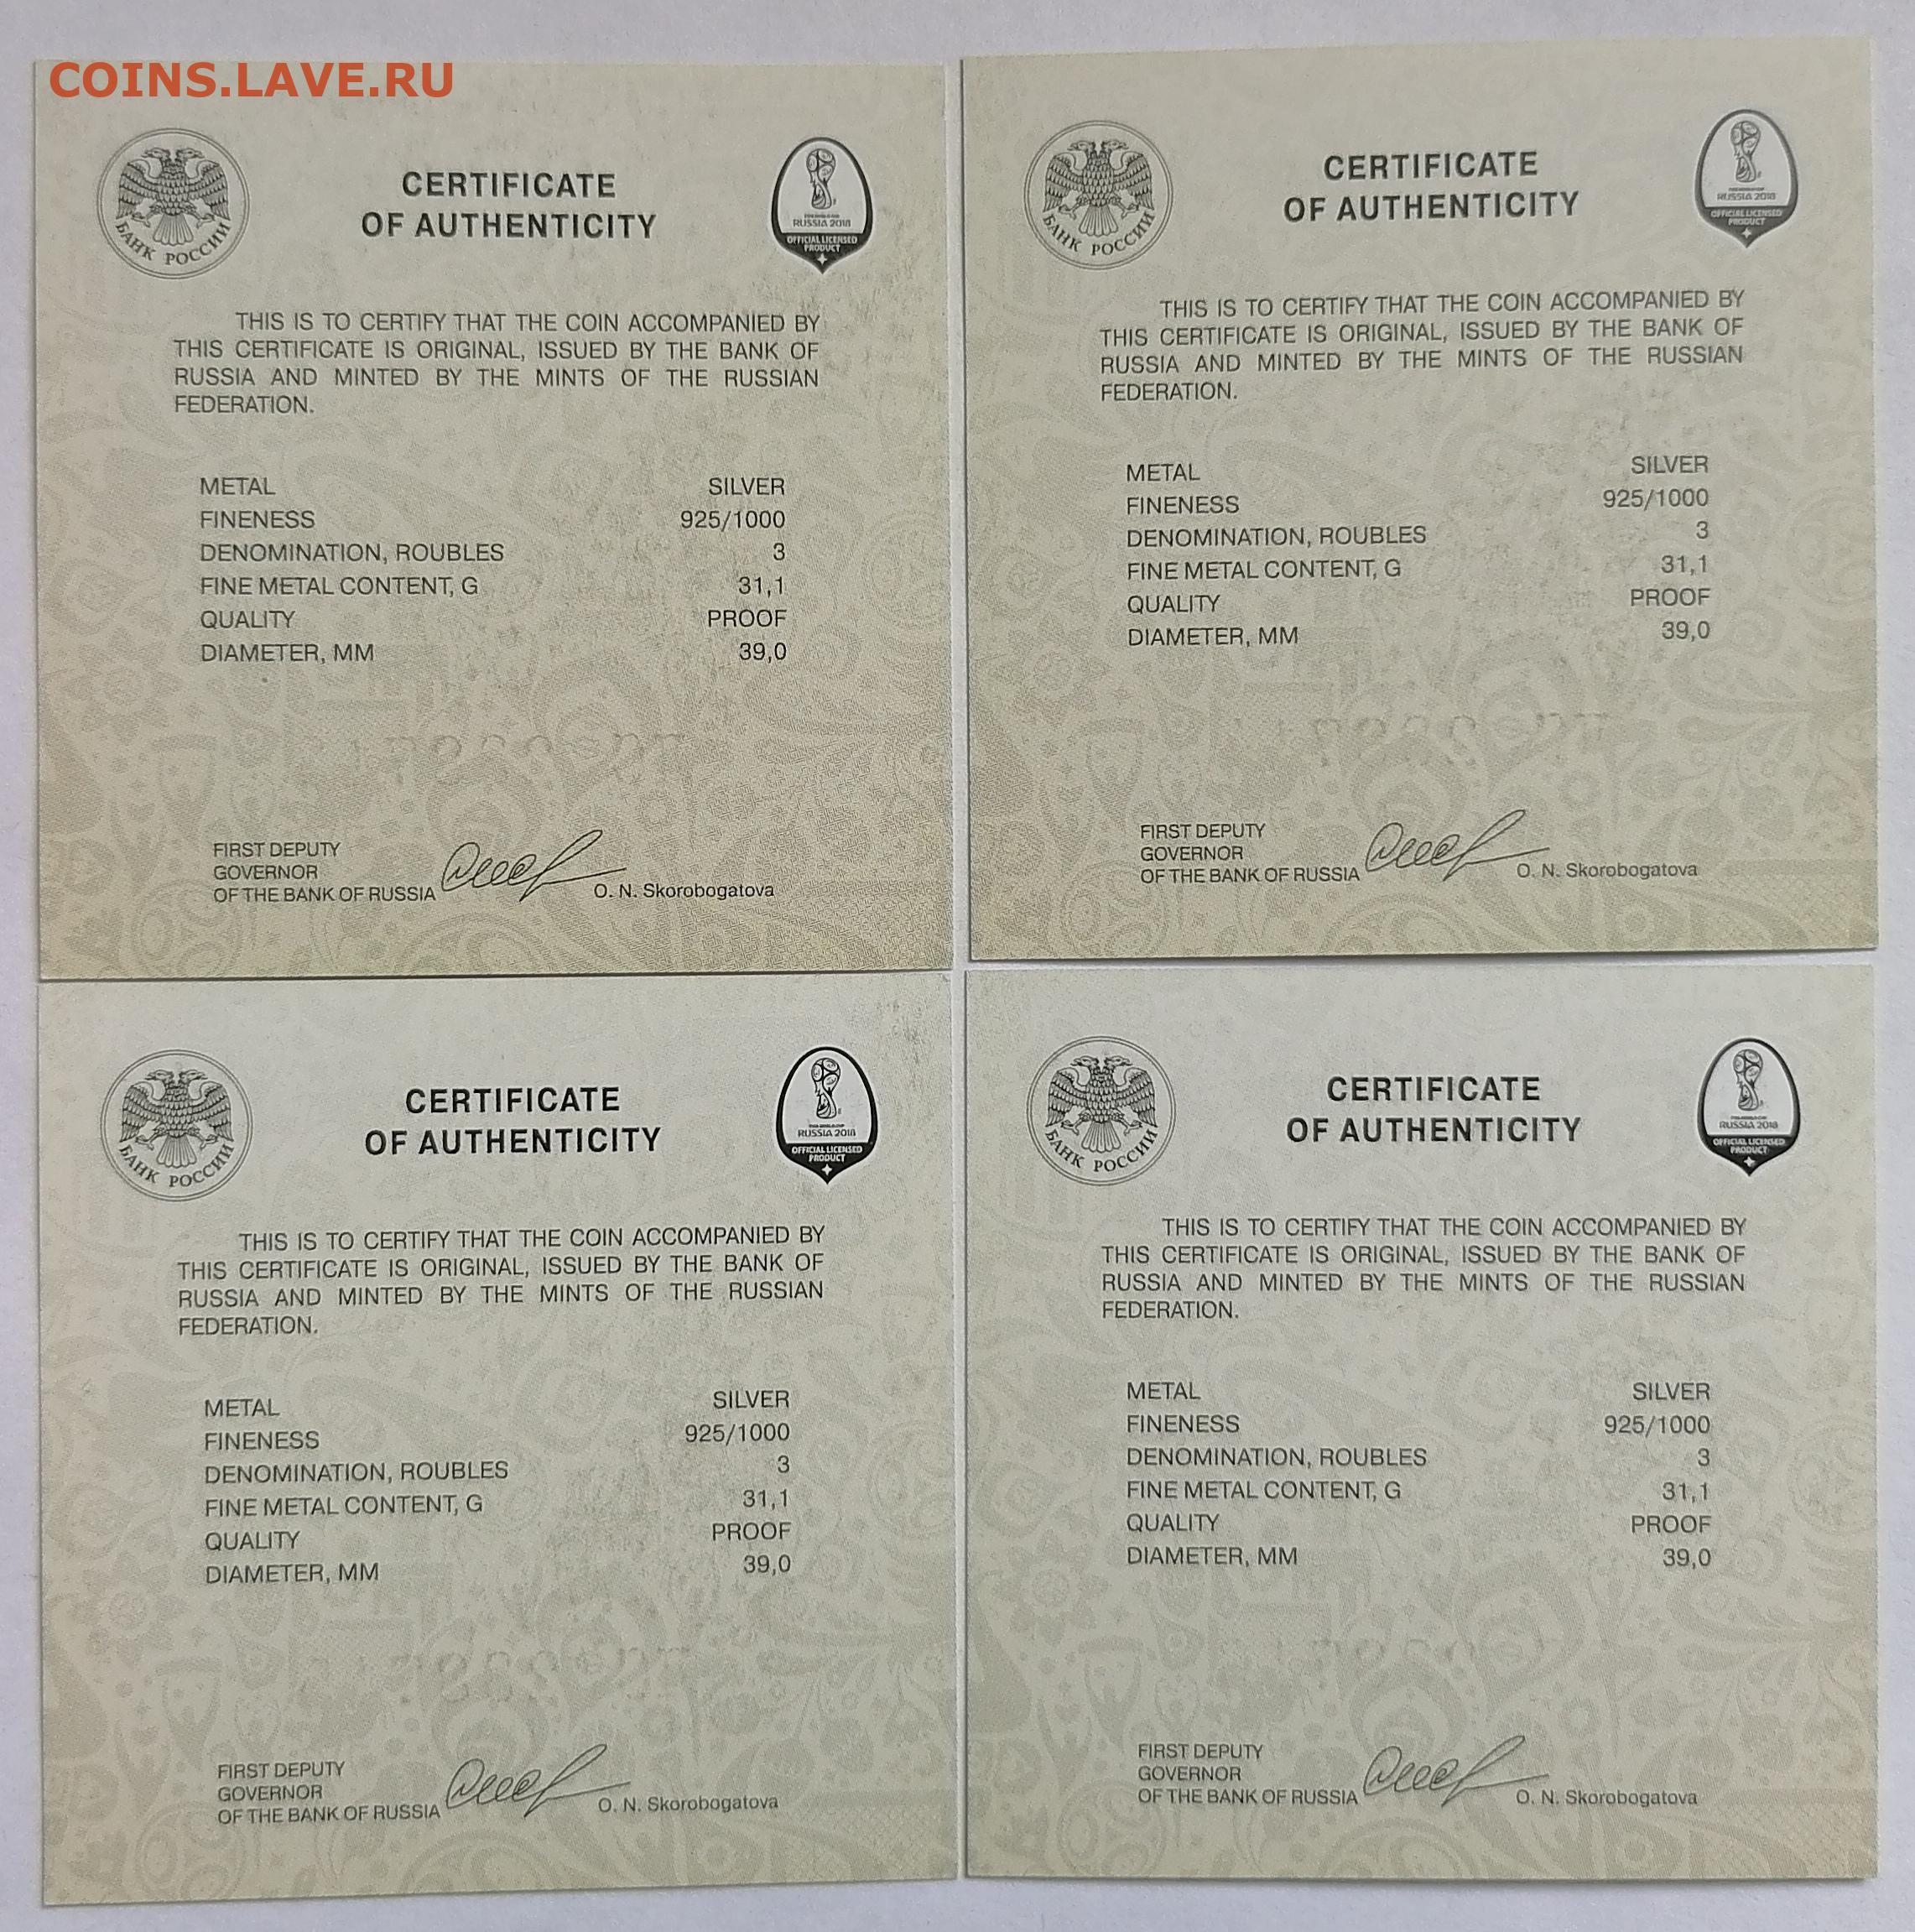 COINS.LAVE.RU
БАНК РОССИИ
CERTIFICATE
OF AUTHENTICITY
RUSSIA 2018
OFFICIAL LICENSED
PRODUCT
THIS IS TO CERTIFY THAT THE COIN ACCOMPANIED BY
THIS CERTIFICATE IS ORIGINAL, ISSUED BY THE BANK OF
RUSSIA AND MINTED BY THE MINTS OF THE RUSSIAN
FEDERATION.
METAL SILVER
FINENESS 925/1000
DENOMINATION, ROUBLES 3
FINE METAL CONTENT, G 31,1
QUALITY PROOF
DIAMETER, MM 39,0
FIRST DEPUTY
GOVERNOR
OF THE BANK OF RUSSIA O. N. Skorobogatova
БАНК РОССИИ
CERTIFICATE
OF AUTHENTICITY
RUSSIA 2018
OFFICIAL LICENSED
PRODUCT
THIS IS TO CERTIFY THAT THE COIN ACCOMPANIED BY
THIS CERTIFICATE IS ORIGINAL, ISSUED BY THE BANK OF
RUSSIA AND MINTED BY THE MINTS OF THE RUSSIAN
FEDERATION.
METAL SILVER
FINENESS 925/1000
DENOMINATION, ROUBLES 3
FINE METAL CONTENT, G 31,1
QUALITY PROOF
DIAMETER, MM 39,0
FIRST DEPUTY
GOVERNOR
OF THE BANK OF RUSSIA O. N. Skorobogatova
БАНК РОССИИ
CERTIFICATE
OF AUTHENTICITY
RUSSIA 2018
OFFICIAL LICENSED
PRODUCT
THIS IS TO CERTIFY THAT THE COIN ACCOMPANIED BY
THIS CERTIFICATE IS ORIGINAL, ISSUED BY THE BANK OF
RUSSIA AND MINTED BY THE MINTS OF THE RUSSIAN
FEDERATION.
METAL SILVER
FINENESS 925/1000
DENOMINATION, ROUBLES 3
FINE METAL CONTENT, G 31,1
QUALITY PROOF
DIAMETER, MM 39,0
FIRST DEPUTY
GOVERNOR
OF THE BANK OF RUSSIA O. N. Skorobogatova
БАНК РОССИИ
CERTIFICATE
OF AUTHENTICITY
RUSSIA 2018
OFFICIAL LICENSED
PRODUCT
THIS IS TO CERTIFY THAT THE COIN ACCOMPANIED BY
THIS CERTIFICATE IS ORIGINAL, ISSUED BY THE BANK OF
RUSSIA AND MINTED BY THE MINTS OF THE RUSSIAN
FEDERATION.
METAL SILVER
FINENESS 925/1000
DENOMINATION, ROUBLES 3
FINE METAL CONTENT, G 31,1
QUALITY PROOF
DIAMETER, MM 39,0
FIRST DEPUTY
GOVERNOR
OF THE BANK OF RUSSIA O. N. Skorobogatova